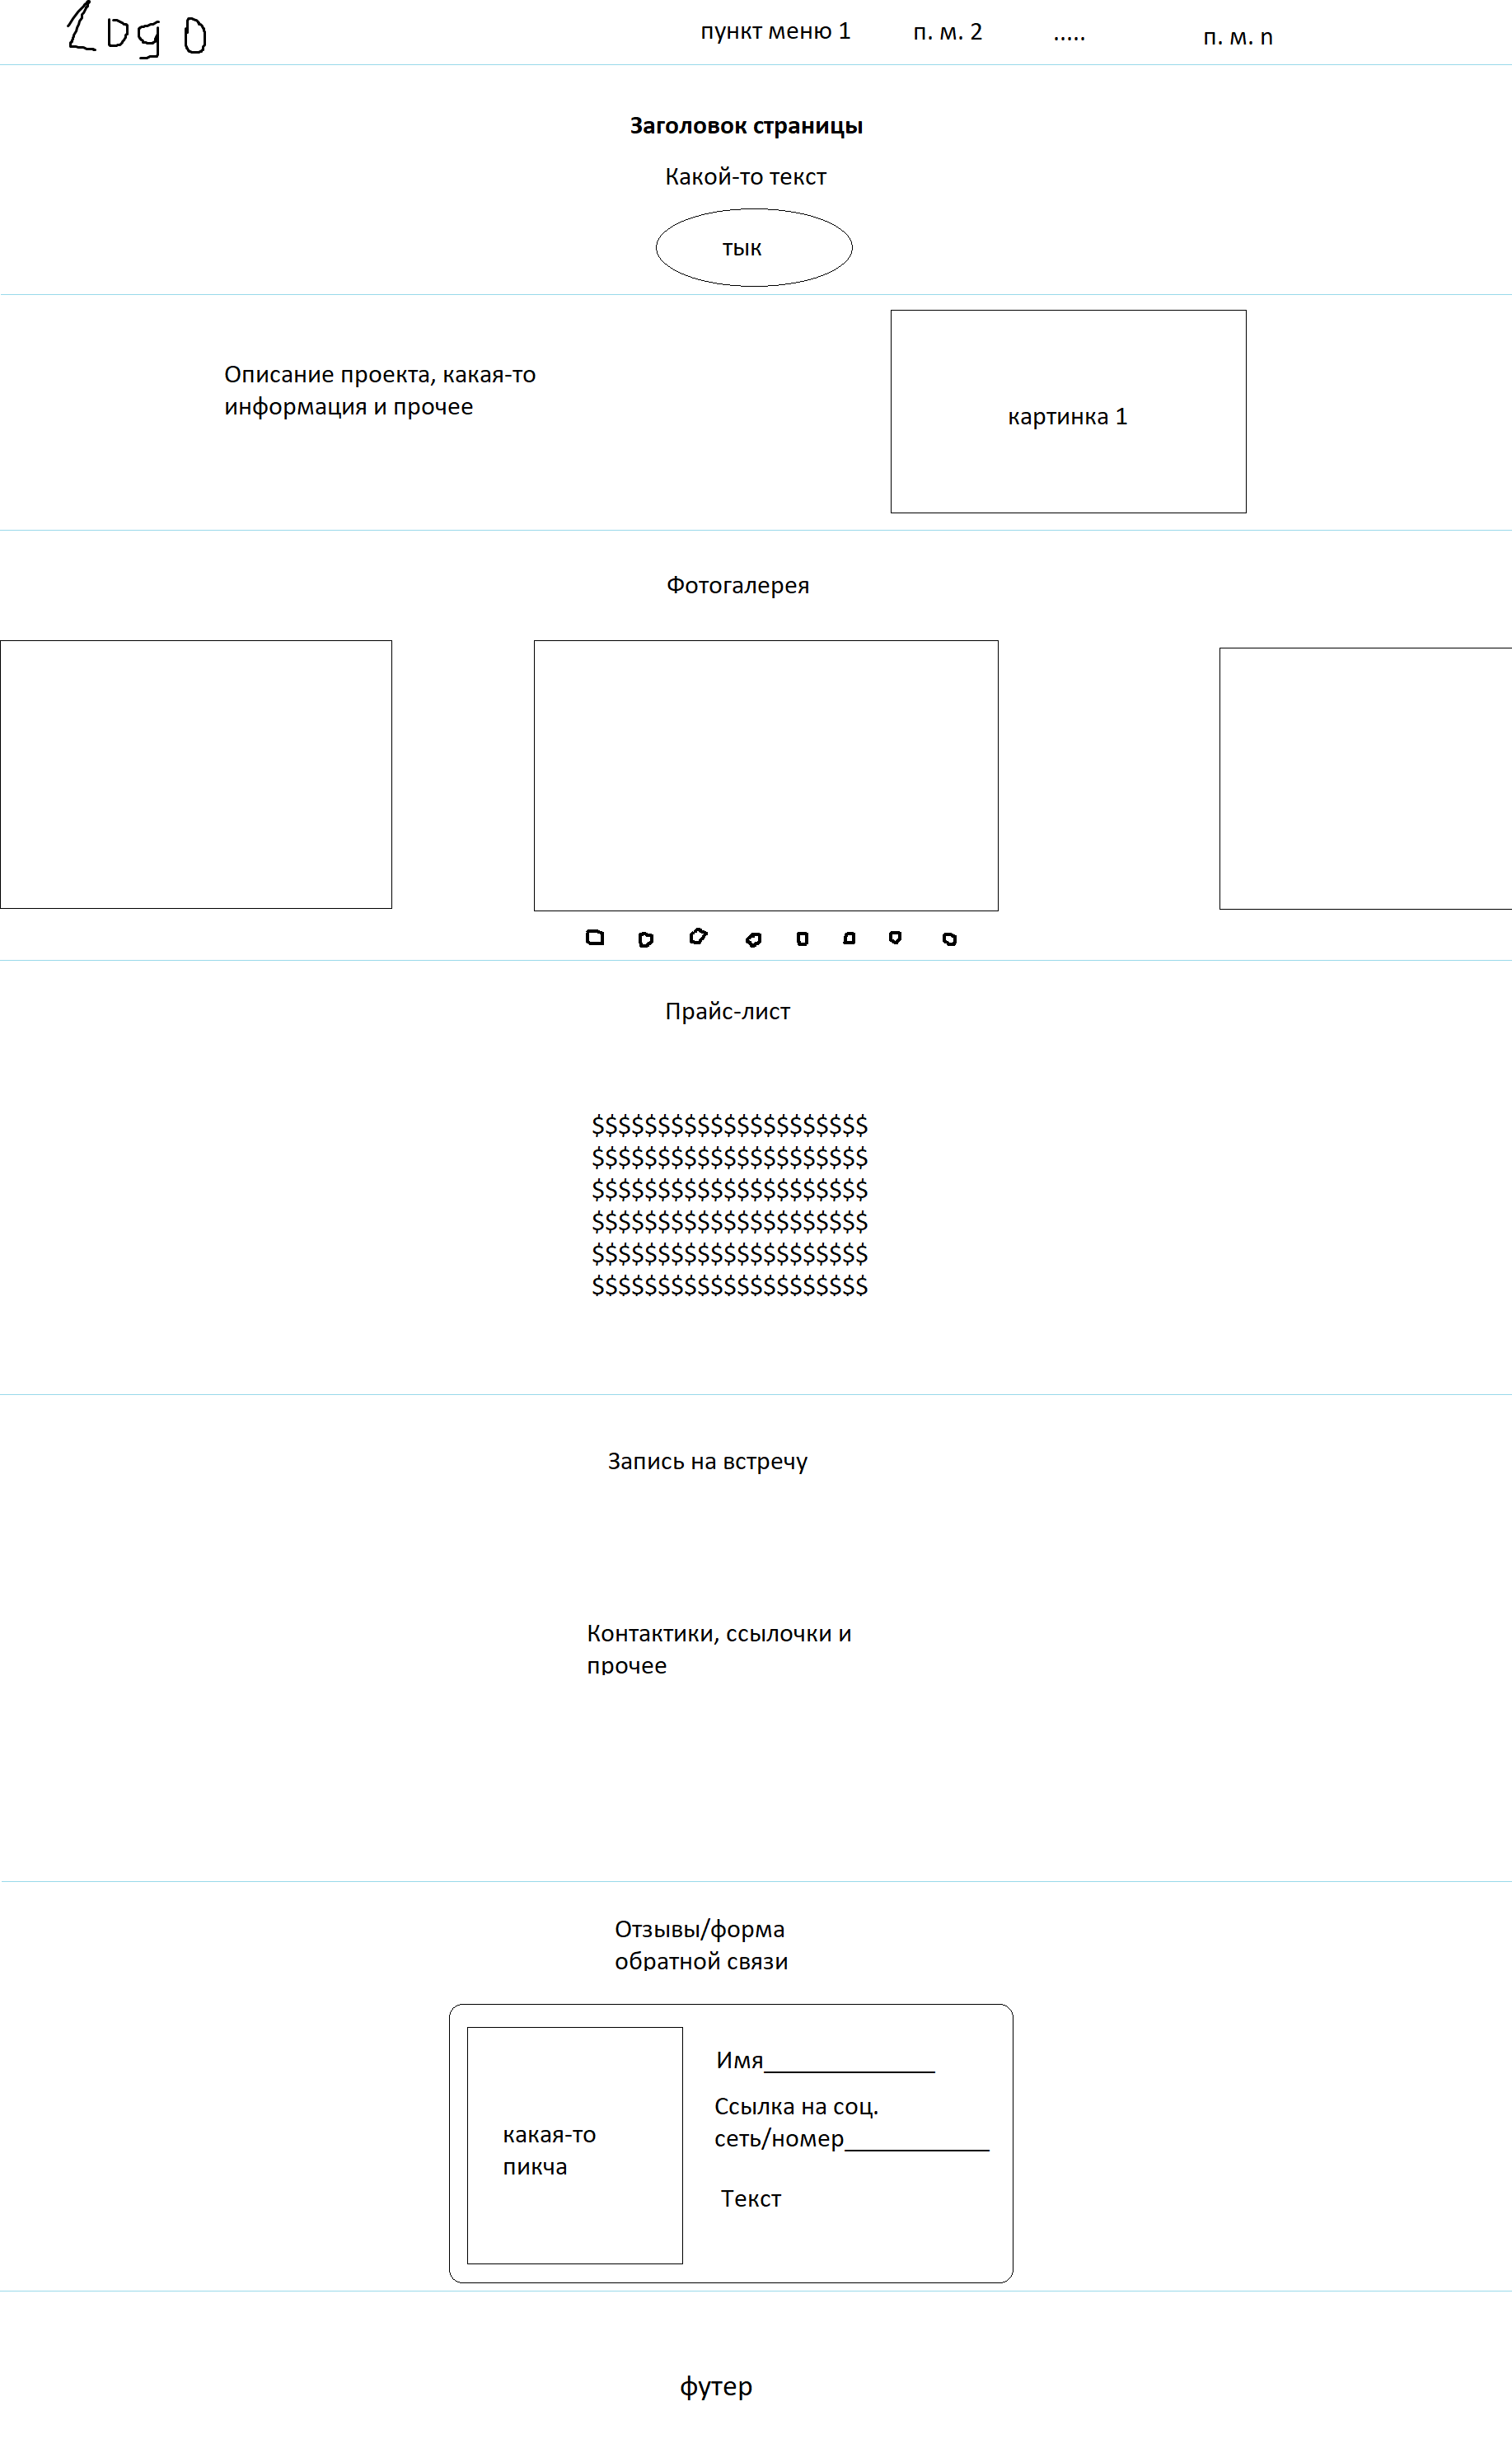 Logo
пункт меню 1 п. м. 2 ..... п. м. n
Заголовок страницы
Какой-то текст
тык
Описание проекта, какая-то
информация и прочее
картинка 1
Фотогалерея
Прайс-лист
$$$$$$$$$$$$$$$$$$$$$
$$$$$$$$$$$$$$$$$$$$$
$$$$$$$$$$$$$$$$$$$$$
$$$$$$$$$$$$$$$$$$$$$
$$$$$$$$$$$$$$$$$$$$$
$$$$$$$$$$$$$$$$$$$$$
Запись на встречу
Контактики, ссылочки и
прочее
Отзывы/форма
обратной связи
какая-то
пикча
Имя_____________
Ссылка на соц.
сеть/номер___________
Текст
футер